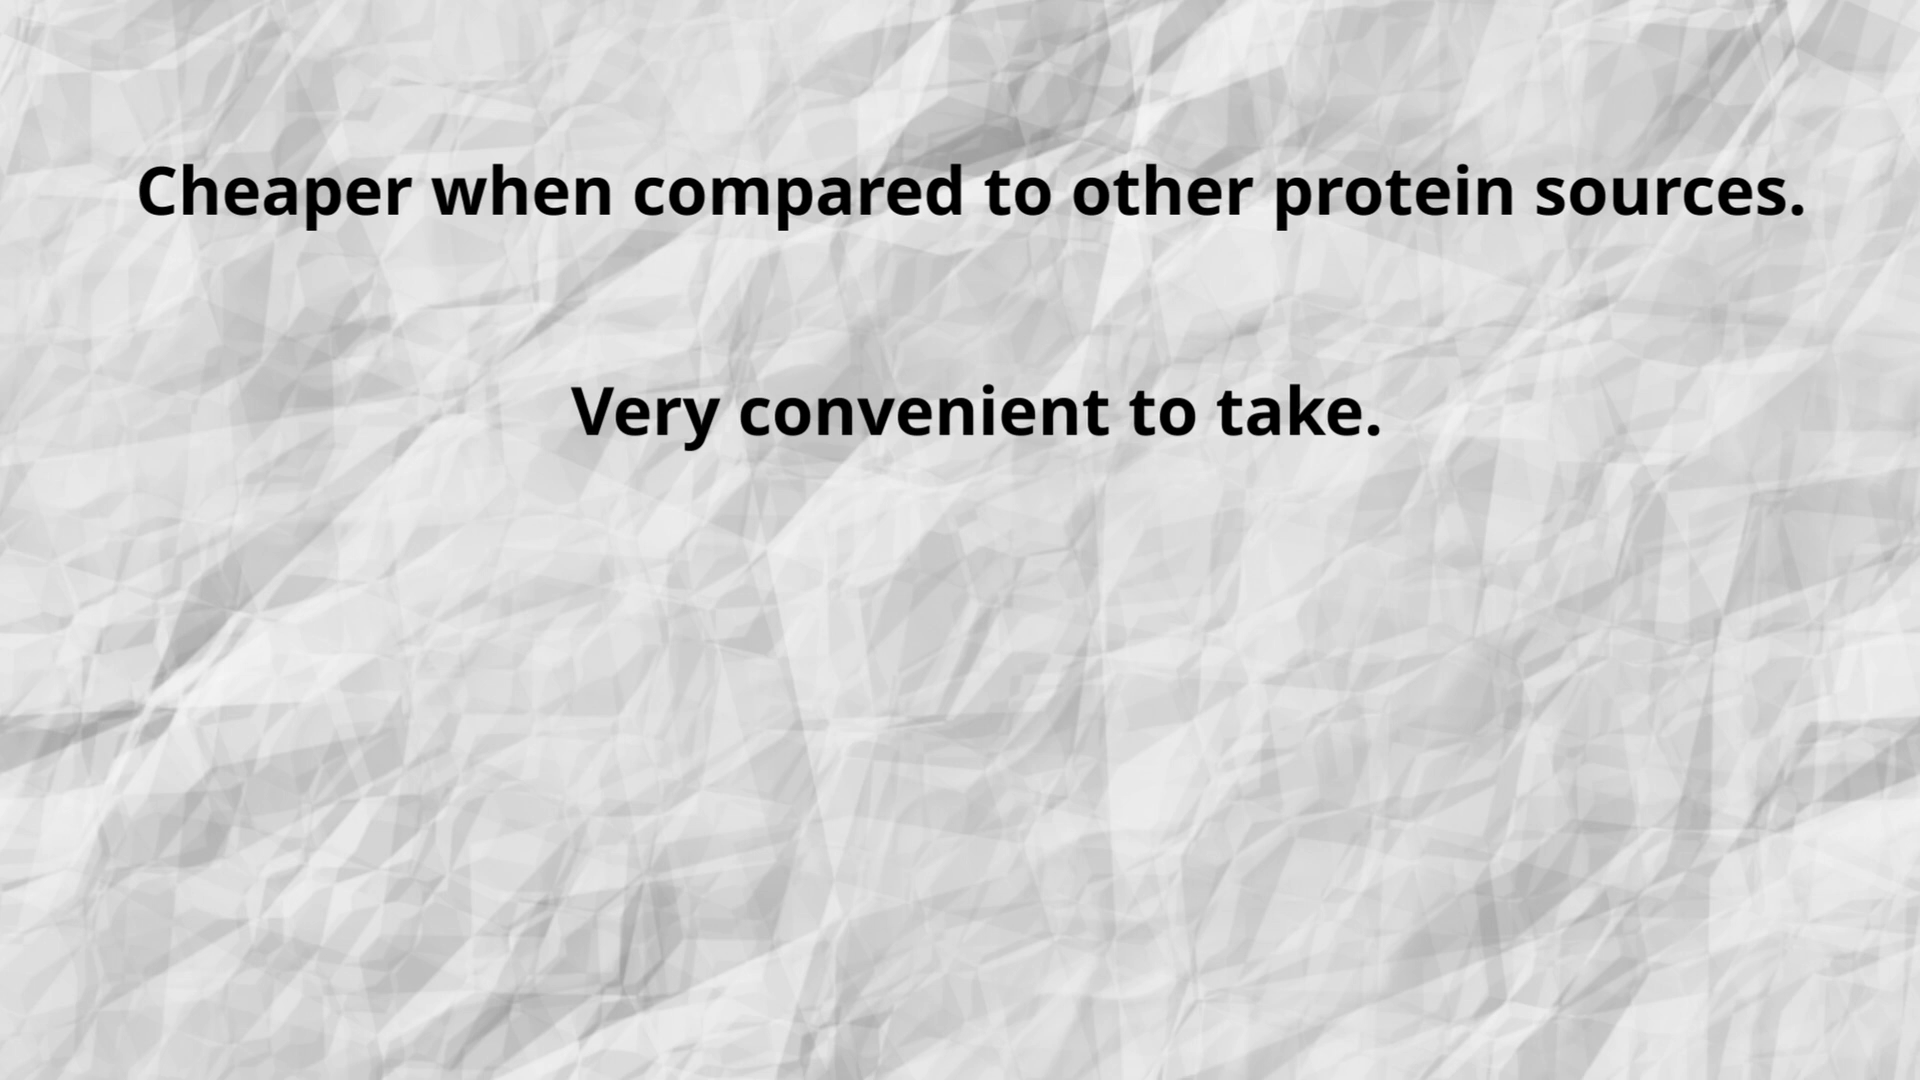 Cheaper when compared to other protein sources.
Very convenient to take.